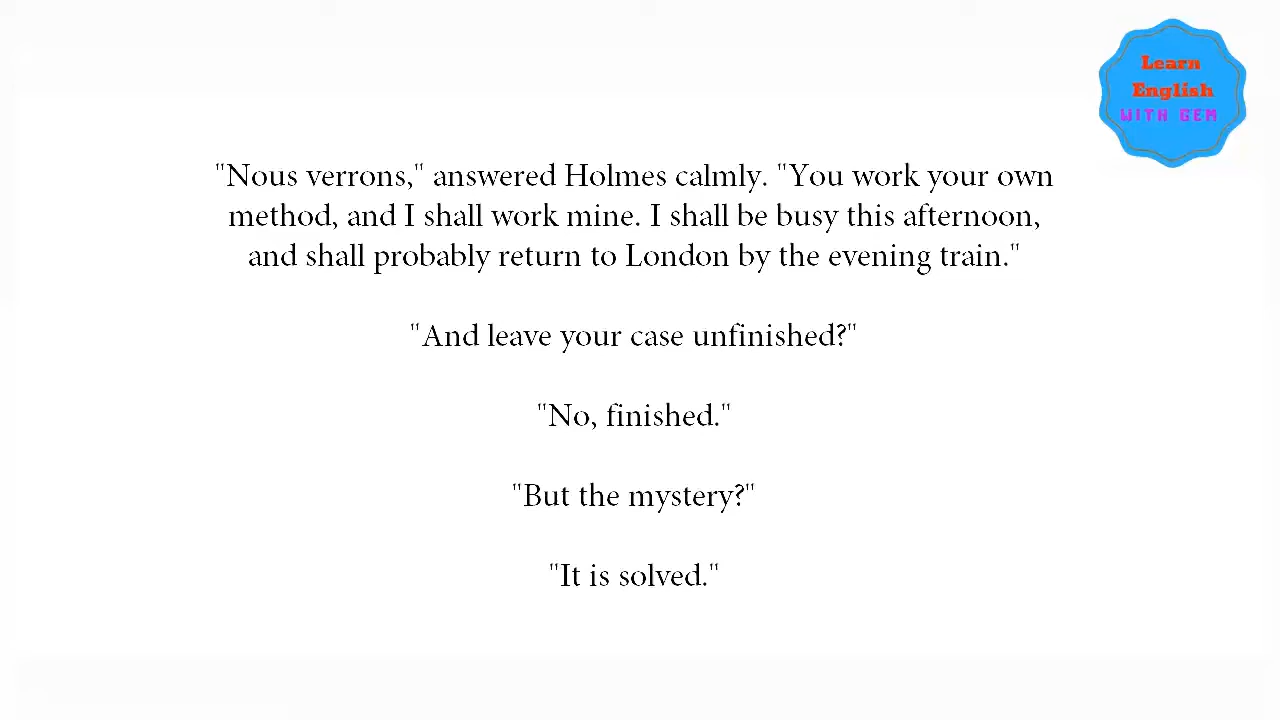 Learn
English
WITH GEM
"Nous verrons," answered Holmes calmly. "You work your own
method, and I shall work mine. I shall be busy this afternoon,
and shall probably return to London by the evening train."
"And leave your case unfinished?"
"No, finished."
"But the mystery?"
"It is solved."